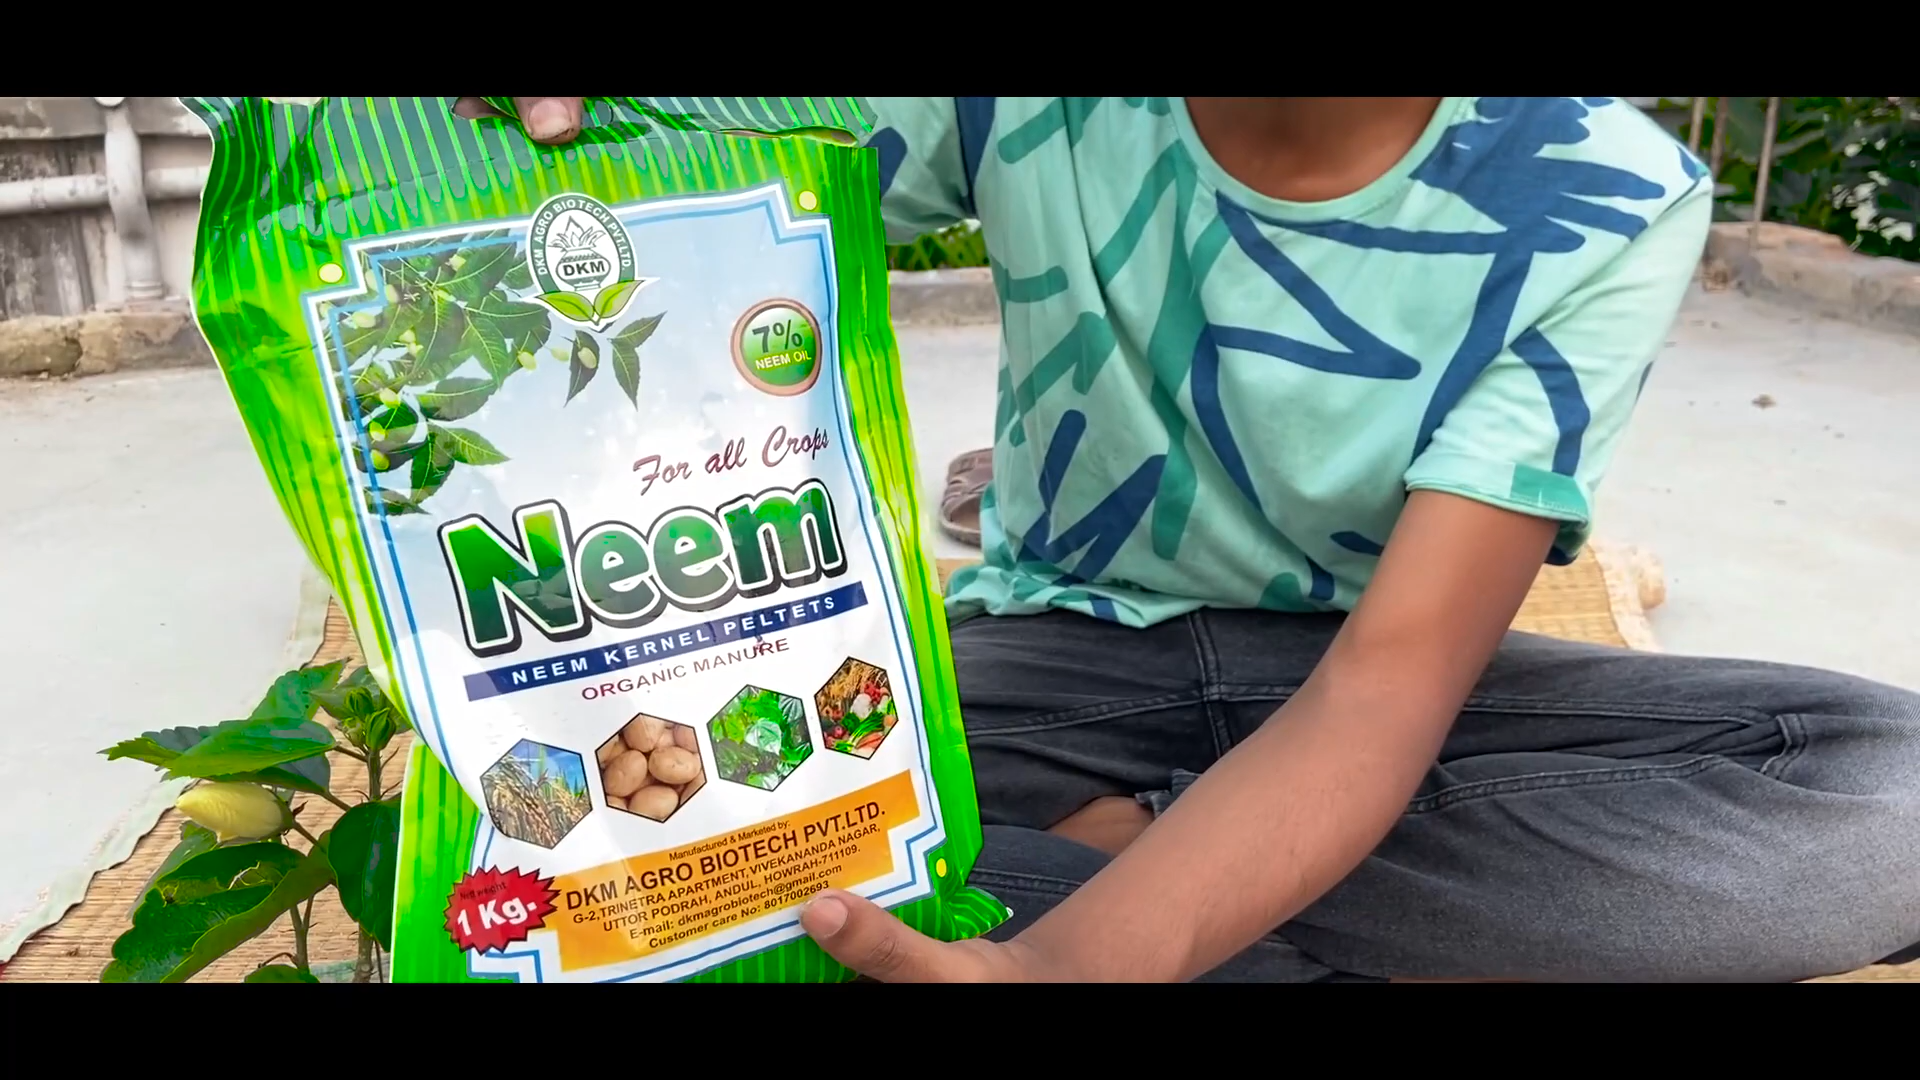 DKM AGRO BIOTECH PVT.LTD.
DKM
7%
NEEM OIL
For all Crops
Neem
NEEM KERNEL PELTETS
ORGANIC MANURE
Manufactured & Marketed by:
DKM AGRO BIOTECH PVT.LTD.
G-2,TRINETRA APARTMENT,VIVEKANANDA NAGAR,
UTTOR PODRAH, ANDUL, HOWRAH-711109.
E-mail: dkmagrobiotech@gmail.com
Customer care No: 8017002693
Nett weight
1 Kg.